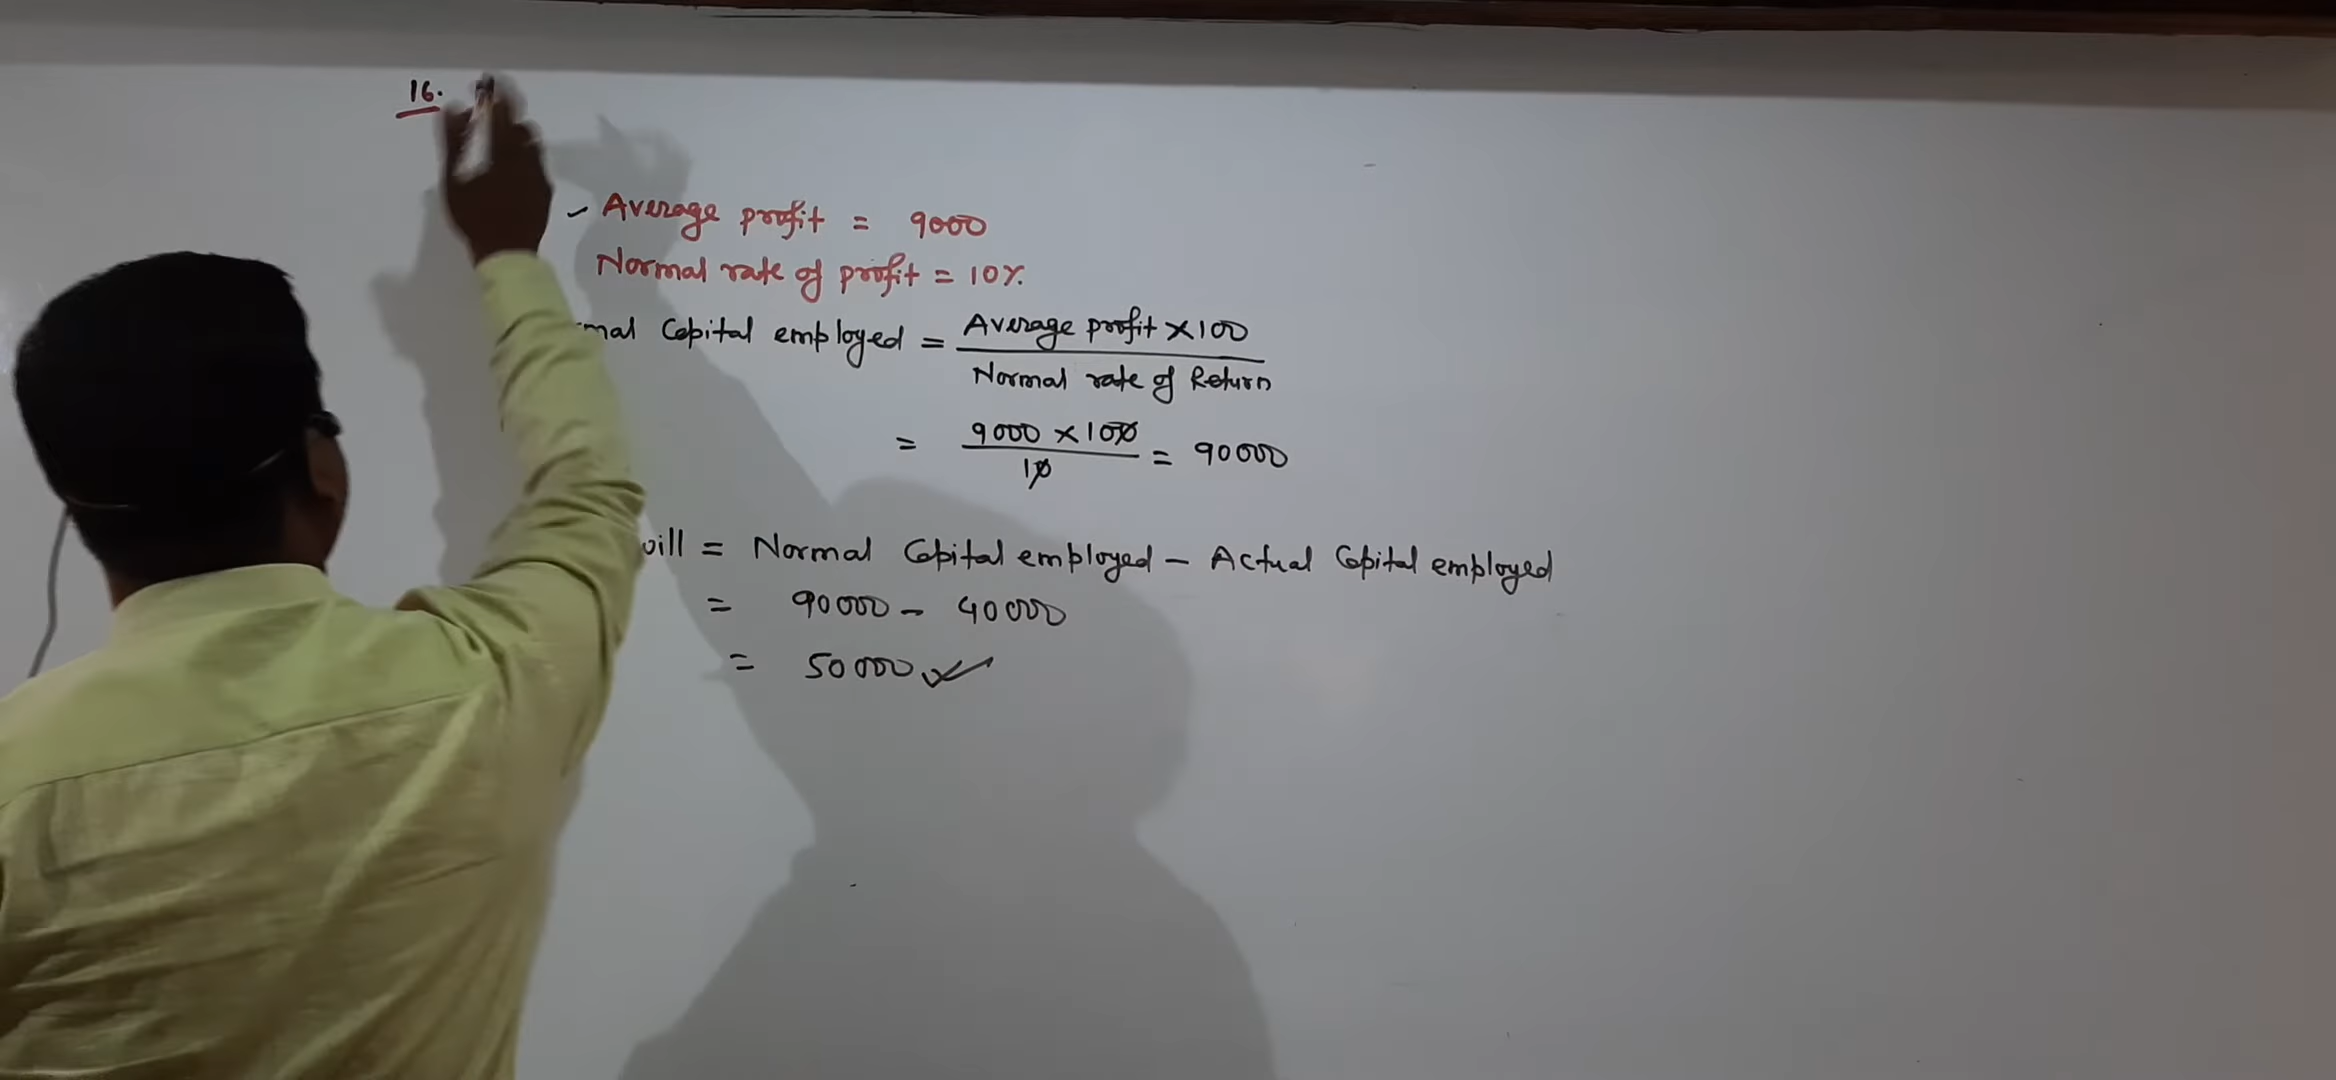 16.
Average profit = 9000
Normal rate of profit = 10%
mal Capital employed = Average profit × 100
Normal rate of Return
= 9000 × 100 = 90000
10
will = Normal Capital employed - Actual Capital employed
= 90000 - 40000
= 50000